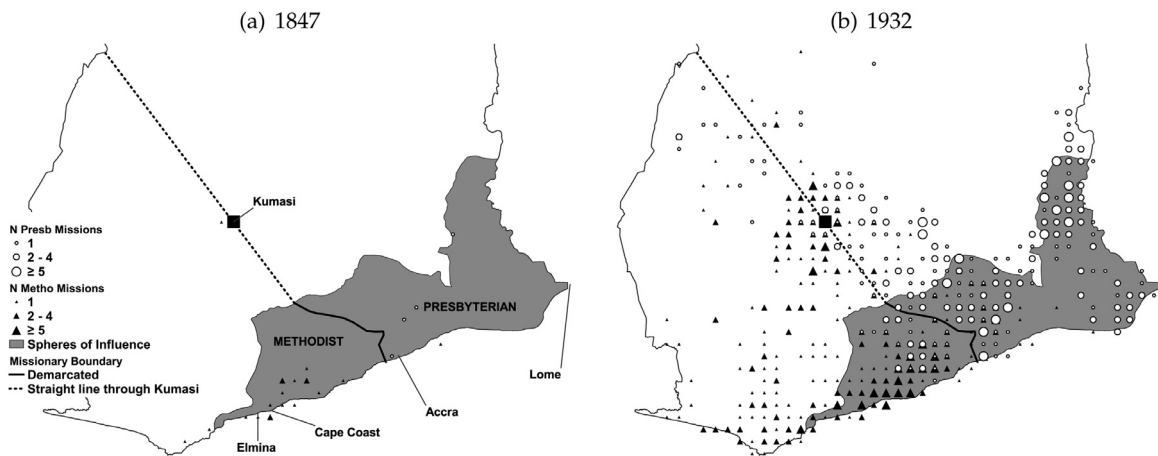 (a) 1847
(b) 1932
Kumasi
N Presb Missions
1
2 - 4
≥ 5
N Metho Missions
1
2 - 4
≥ 5
Spheres of Influence
Missionary Boundary
Demarcated
Straight line through Kumasi
PRESBYTERIAN
METHODIST
Lome
Accra
Cape Coast
Elmina